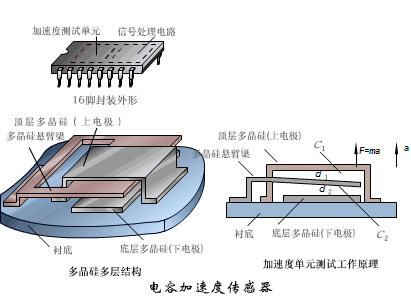 加速度测试单元 信号处理电路
16脚封装外形
顶层多晶硅(上电极)
多晶硅悬臂梁
衬底
底层多晶硅(下电极)
多晶硅多层结构
顶层多晶硅(上电极)
多晶硅悬臂梁
C1
F=ma
a
d1
d2
衬底
底层多晶硅(下电极)
C2
加速度单元测试工作原理
电容加速度传感器